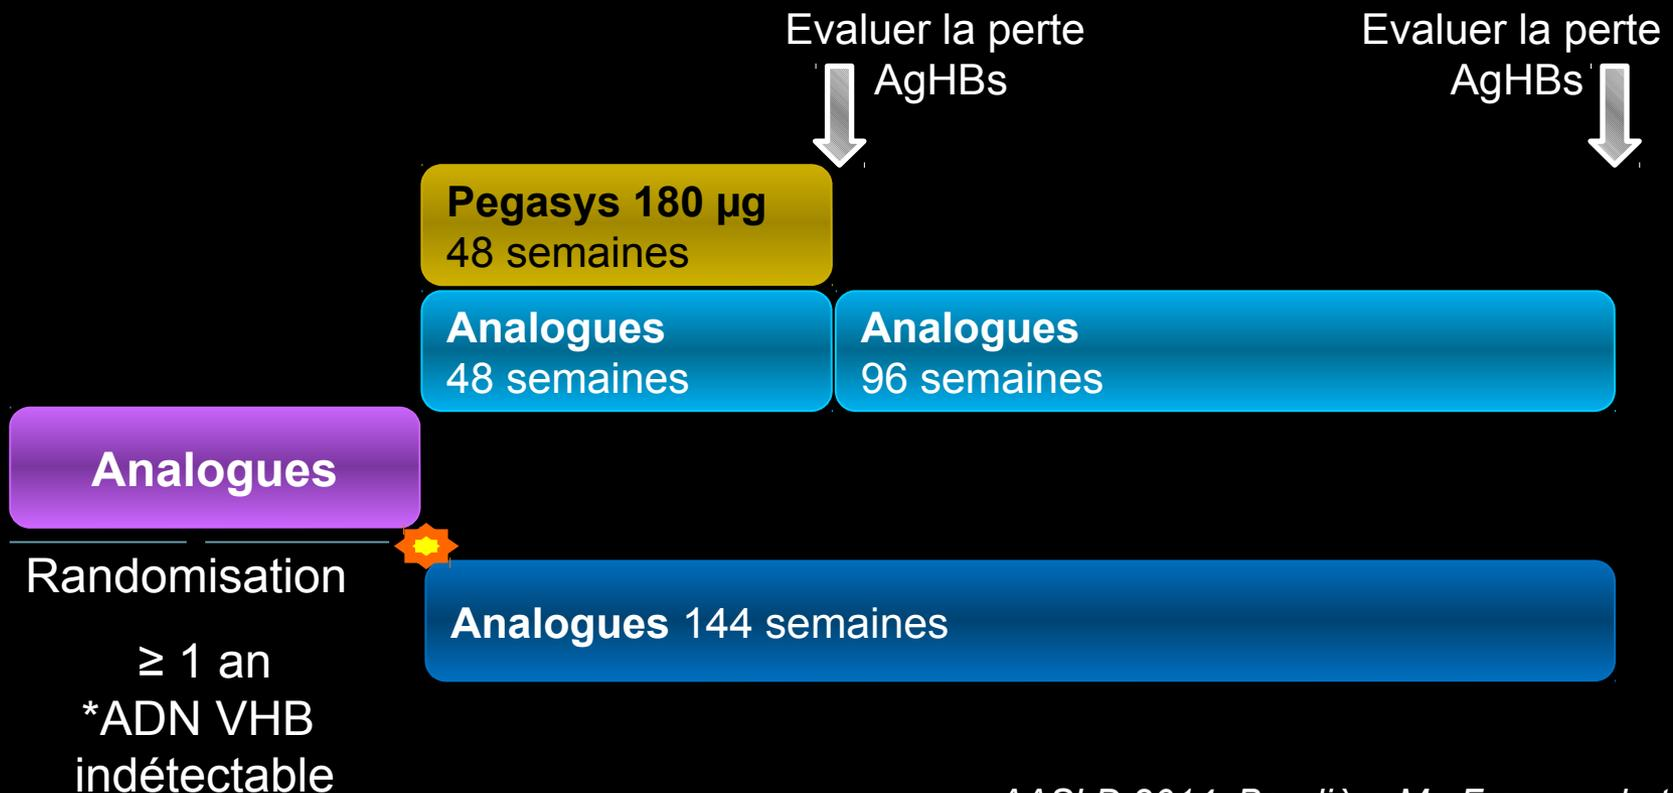 Evaluer la perte
AgHBs
Evaluer la perte
AgHBs
Pegasys 180 µg
48 semaines
Analogues
48 semaines
Analogues
96 semaines
Analogues
Randomisation
≥ 1 an
*ADN VHB
indétectable
Analogues 144 semaines